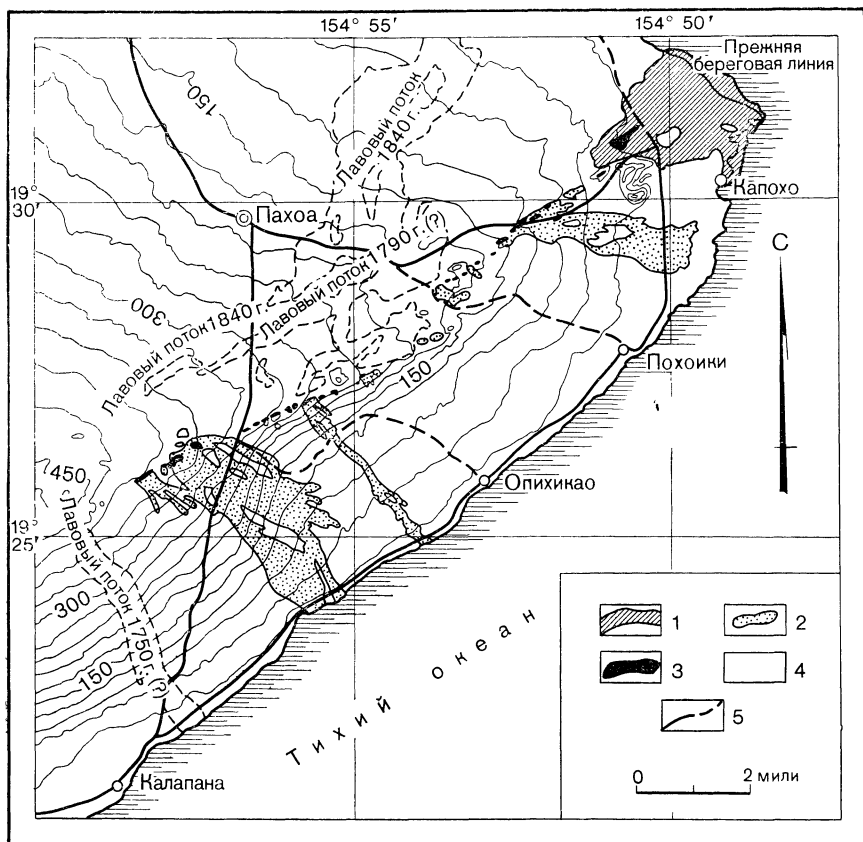 154° 55′
154° 50′
Прежняя
береговая линия
150
Лавовый поток
1840 г.
19°
30′
Пахоа
Капохо
С
Лавовый поток 1790 г. (?)
300
Лавовый поток 1840 г.
150
Похоики
450
Опихикао
19°
25′
Лавовый поток 1750 г. (?)
300
150
Тихий океан
1
2
3
4
5
0 2 мили
Калапана